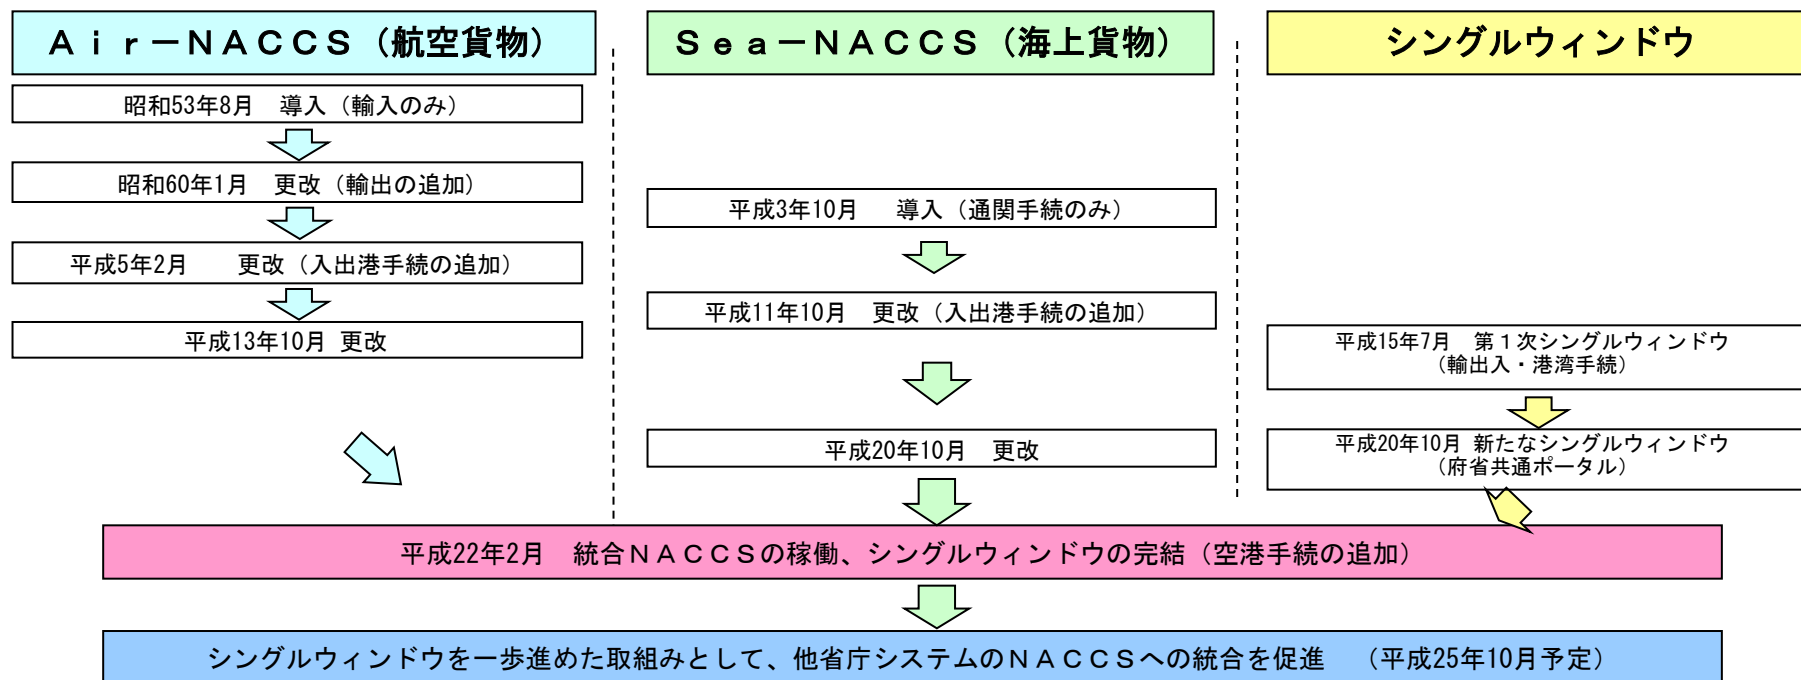 Ａｉｒ－ＮＡＣＣＳ（航空貨物）
昭和53年8月　導入（輸入のみ）
昭和60年1月　更改（輸出の追加）
平成5年2月　　更改（入出港手続の追加）
平成13年10月 更改
Ｓｅａ－ＮＡＣＣＳ（海上貨物）
平成3年10月　 導入（通関手続のみ）
平成11年10月　更改（入出港手続の追加）
平成20年10月　更改
シングルウィンドウ
平成15年7月　第１次シングルウィンドウ
（輸出入・港湾手続）
平成20年10月 新たなシングルウィンドウ
（府省共通ポータル）
平成22年2月　統合ＮＡＣＣＳの稼働、シングルウィンドウの完結（空港手続の追加）
シングルウィンドウを一歩進めた取組みとして、他省庁システムのＮＡＣＣＳへの統合を促進　（平成25年10月予定）